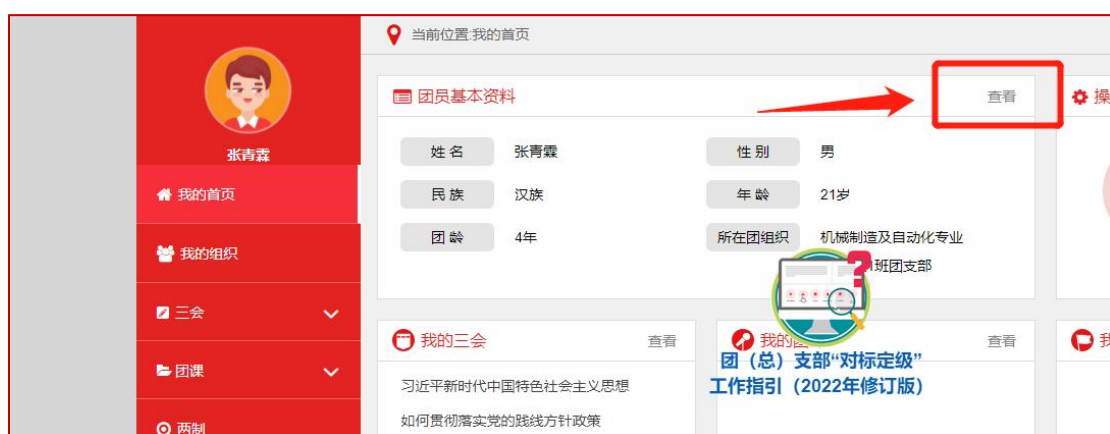 当前位置:我的首页
张青霖
我的首页
我的组织
三会
团课
两制
团员基本资料
查看
姓名 张青霖
性别 男
民族 汉族
年龄 21岁
团龄 4年
所在团组织 机械制造及自动化专业
班团支部
操
我的三会 查看
习近平新时代中国特色社会主义思想
如何贯彻落实党的践线方针政策
我的
查看
团（总）支部“对标定级”
工作指引（2022年修订版）
我